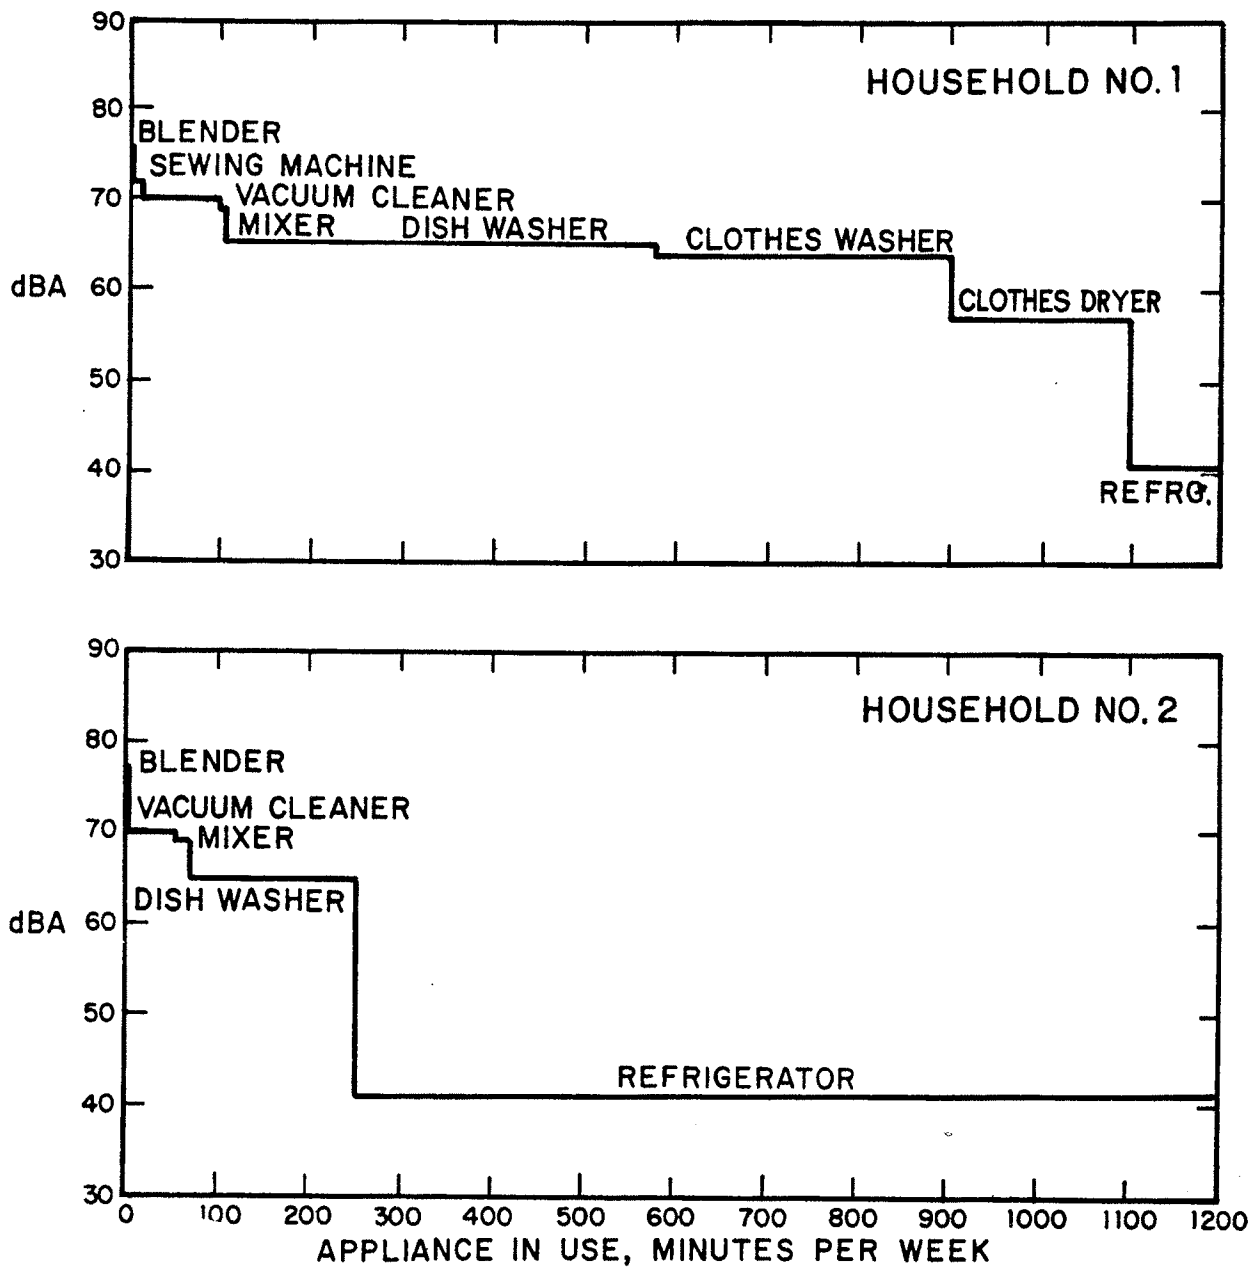 90
HOUSEHOLD NO. 1
80
BLENDER
SEWING MACHINE
70
VACUUM CLEANER
MIXER DISH WASHER
CLOTHES WASHER
dBA
60
CLOTHES DRYER
50
40
REFRG.
30
90
HOUSEHOLD NO. 2
80
BLENDER
VACUUM CLEANER
70
MIXER
DISH WASHER
dBA
60
50
REFRIGERATOR
40
30
0 100 200 300 400 500 600 700 800 900 1000 1100 1200
APPLIANCE IN USE, MINUTES PER WEEK